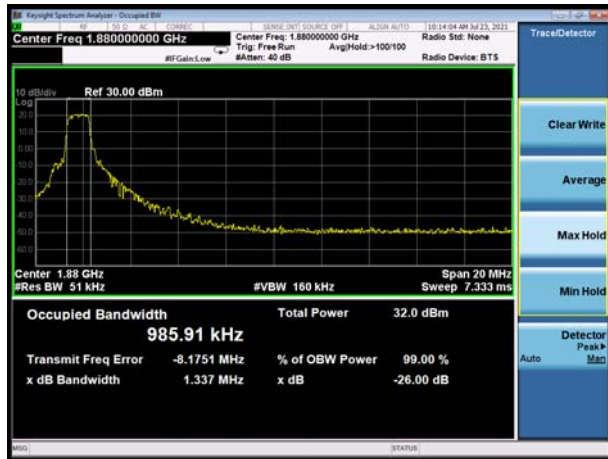 Keysight Spectrum Analyzer - Occupied BW
RF 50 Ω AC CORREC SENSE:INT SOURCE OFF ALIGN AUTO 10:14:04 AM Jul 23, 2021
Center Freq 1.880000000 GHz
Center Freq: 1.880000000 GHz
Radio Std: None
Trig: Free Run Avg|Hold:>100/100
#IFGain:Low #Atten: 40 dB Radio Device: BTS
Trace/Detector
10 dB/div Ref 30.00 dBm
Log
20.0
10.0
0.00
-10.0
-20.0
-30.0
-40.0
-50.0
-60.0
Center 1.88 GHz Span 20 MHz
#Res BW 51 kHz #VBW 160 kHz Sweep 7.333 ms
Occupied Bandwidth Total Power 32.0 dBm
985.91 kHz
Transmit Freq Error -8.1751 MHz % of OBW Power 99.00 %
x dB Bandwidth 1.337 MHz x dB -26.00 dB
Clear Write
Average
Max Hold
Min Hold
Detector
Peak▶
Auto Man
MSG STATUS